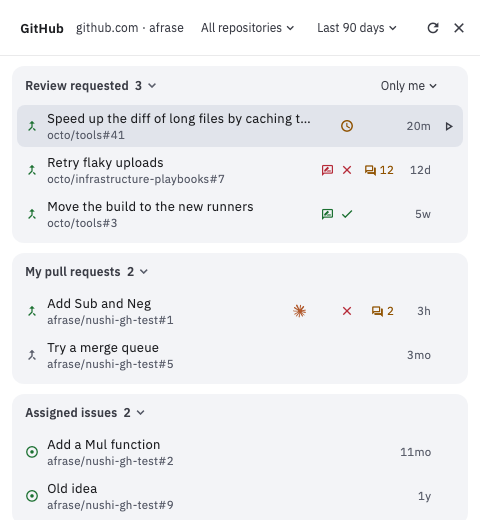 GitHub github.com · afrase All repositories Last 90 days
Review requested 3 Only me
Speed up the diff of long files by caching t... 20m
octo/tools#41
Retry flaky uploads 12 12d
octo/infrastructure-playbooks#7
Move the build to the new runners 5w
octo/tools#3
My pull requests 2
Add Sub and Neg 2 3h
afrase/nushi-gh-test#1
Try a merge queue 3mo
afrase/nushi-gh-test#5
Assigned issues 2
Add a Mul function 11mo
afrase/nushi-gh-test#2
Old idea 1y
afrase/nushi-gh-test#9